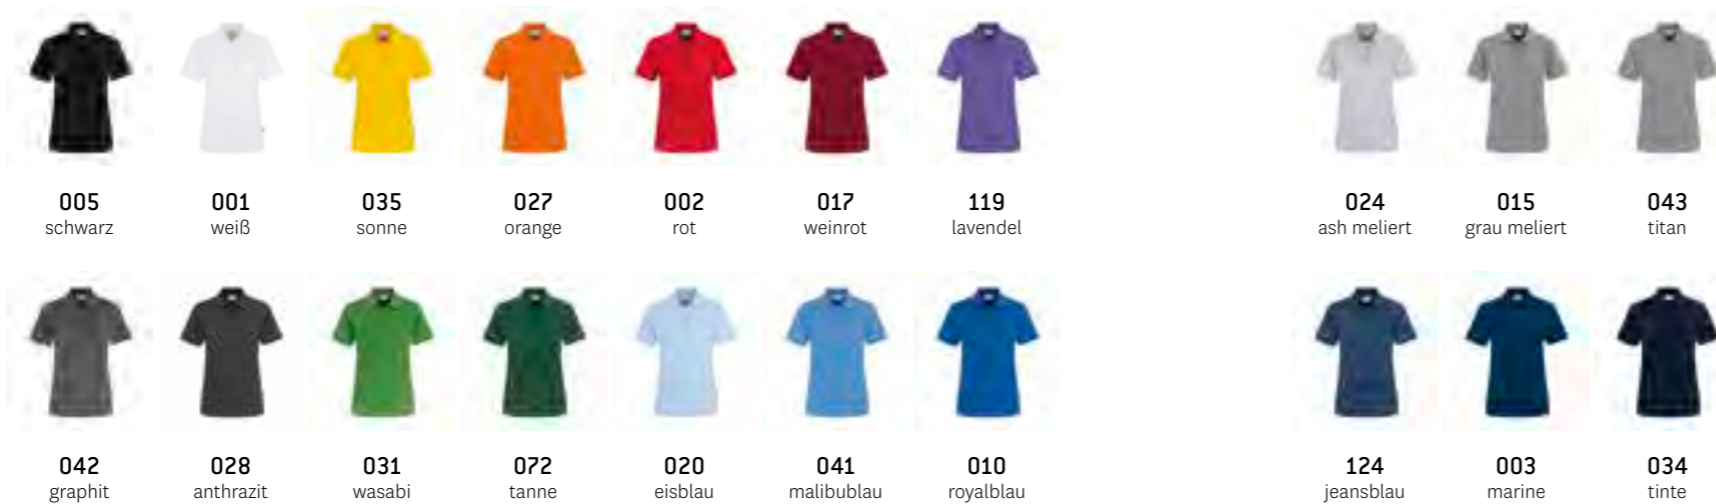 005 001 035 027 002 017 119 024 015 043
schwarz weiß sonne orange rot weinrot lavendel ash meliert grau meliert titan
042 028 031 072 020 041 010 124 003 034
graphit anthrazit wasabi tanne eisblau malibublau royalblau jeansblau marine tinte